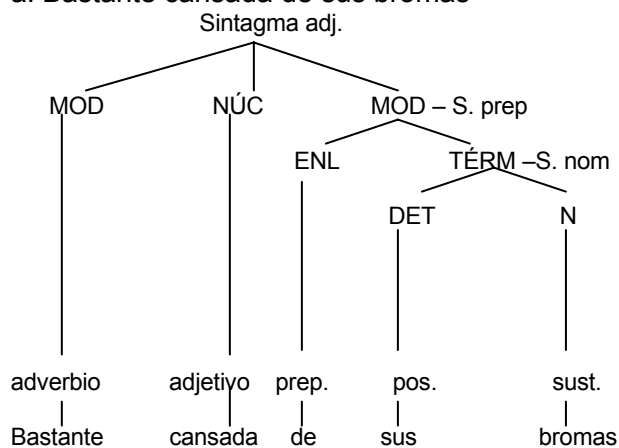 a. Bastante cansada de sus bromas
Sintagma adj.
MOD NÚC MOD – S. prep
ENL TÉRM –S. nom
DET N
adverbio adjetivo prep. pos. sust.
Bastante cansada de sus bromas